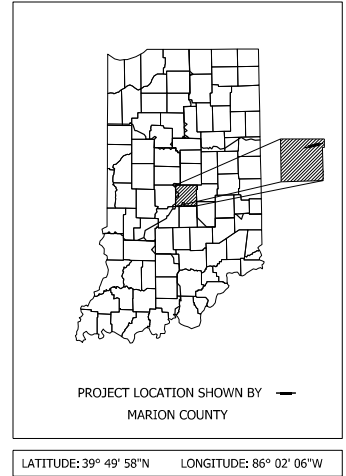 PROJECT LOCATION SHOWN BY
MARION COUNTY
LATITUDE: 39° 49' 58"N LONGITUDE: 86° 02' 06"W